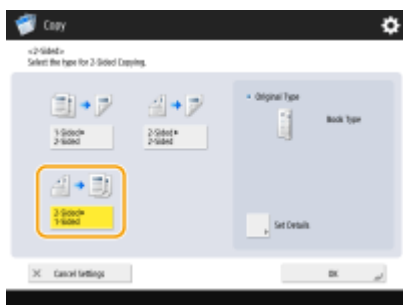 Copy
<2-Sided>
Select the type for 2-Sided Copying.
1-Sided▶
2-Sided
2-Sided▶
2-Sided
2-Sided▶
1-Sided
Original Type
Book Type
Set Details
Cancel Settings
OK